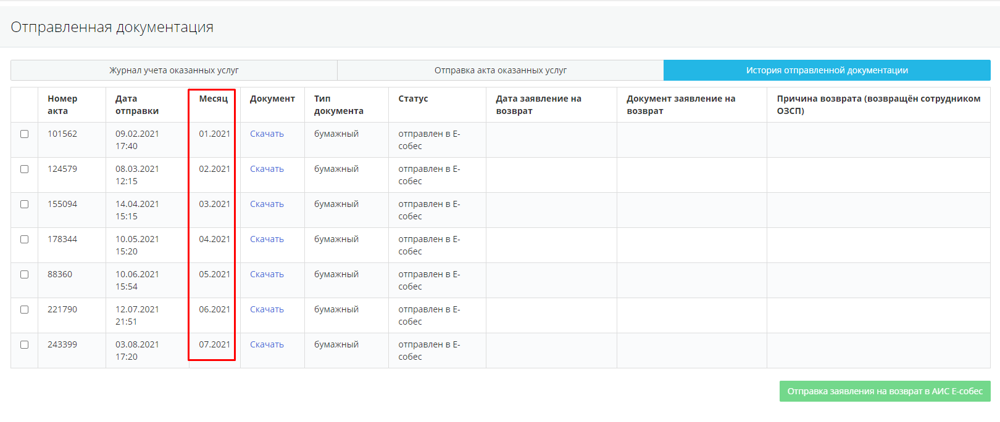 Отправленная документация
Журнал учета оказанных услуг
Отправка акта оказанных услуг
История отправленной документации
Номер акта
Дата отправки
Месяц
Документ
Тип документа
Статус
Дата заявление на возврат
Документ заявление на возврат
Причина возврата (возвращён сотрудником ОЗСП)
101562 09.02.2021 17:40 01.2021 Скачать бумажный отправлен в Е-собес
124579 08.03.2021 12:15 02.2021 Скачать бумажный отправлен в Е-собес
155094 14.04.2021 15:15 03.2021 Скачать бумажный отправлен в Е-собес
178344 10.05.2021 15:20 04.2021 Скачать бумажный отправлен в Е-собес
88360 10.06.2021 15:54 05.2021 Скачать бумажный отправлен в Е-собес
221790 12.07.2021 21:51 06.2021 Скачать бумажный отправлен в Е-собес
243399 03.08.2021 17:20 07.2021 Скачать бумажный отправлен в Е-собес
Отправка заявления на возврат в АИС Е-собес